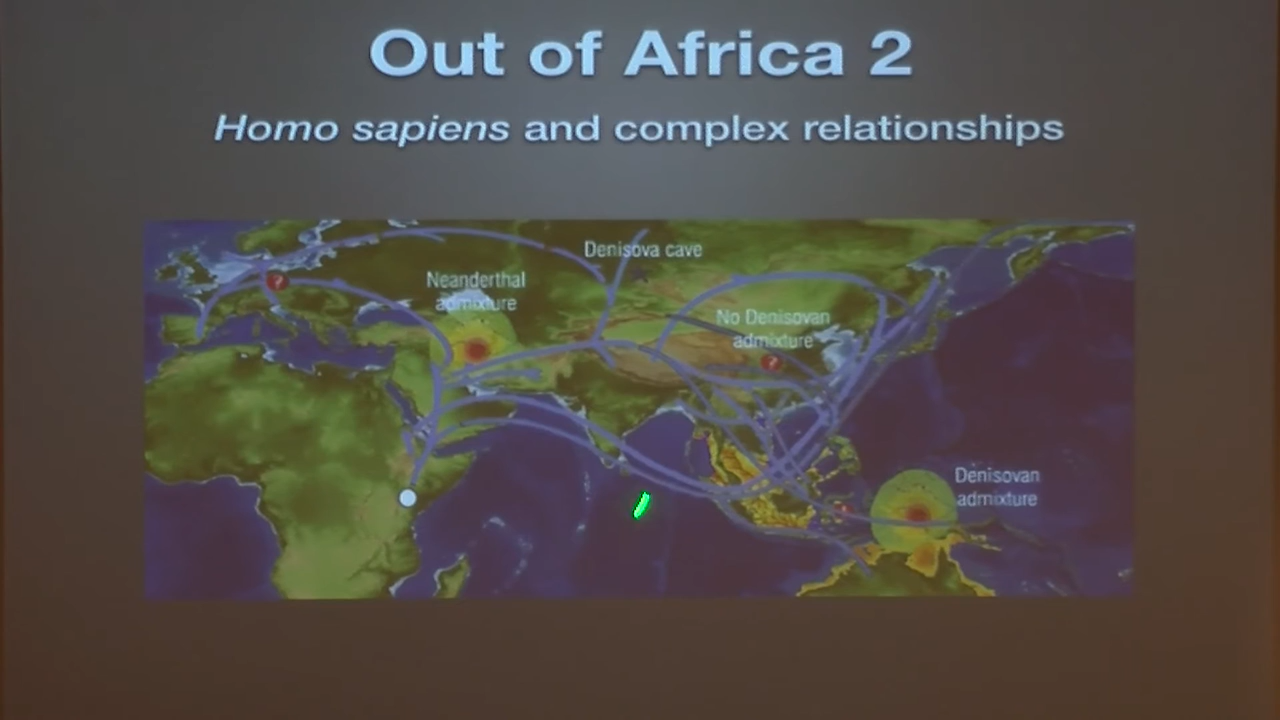 Out of Africa 2
Homo sapiens and complex relationships
Denisova cave
Neanderthal
admixture
?
No Denisovan
admixture
?
Denisovan
admixture